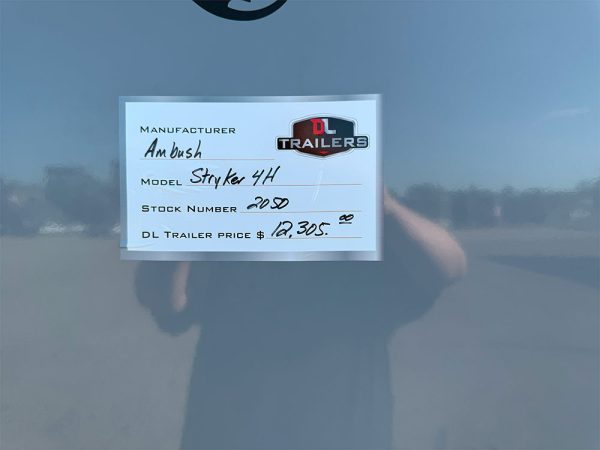 DL
TRAILERS
MANUFACTURER
Ambush
MODEL Stryker 4H
STOCK NUMBER 2050
DL TRAILER PRICE $ 12,305.00